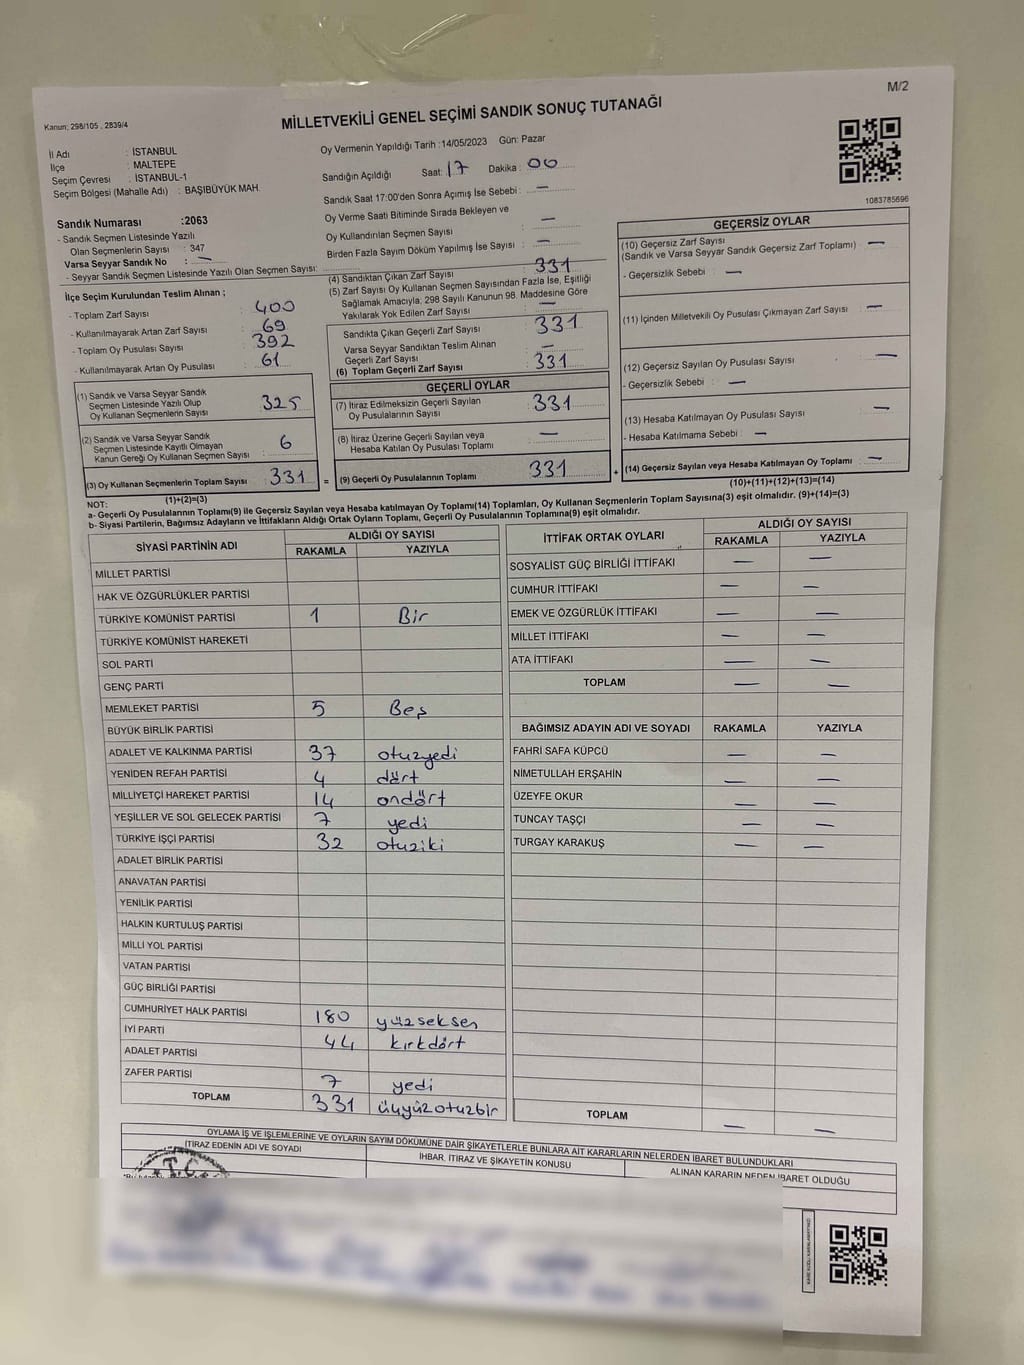 M/2
Kanun: 298/105 , 2839/4
MİLLETVEKİLİ GENEL SEÇİMİ SANDIK SONUÇ TUTANAĞI
İl Adı : İSTANBUL
İlçe : MALTEPE
Seçim Çevresi : İSTANBUL-1
Seçim Bölgesi (Mahalle Adı) : BAŞIBÜYÜK MAH.
Oy Vermenin Yapıldığı Tarih :14/05/2023 Gün: Pazar
Sandığın Açıldığı Saat: 17 Dakika : 00
Sandık Saat 17:00'den Sonra Açımış İse Sebebi : —
Oy Verme Saati Bitiminde Sırada Bekleyen ve
Oy Kullandırılan Seçmen Sayısı : —
Birden Fazla Sayım Döküm Yapılmış İse Sayısı : —
1083785696
Sandık Numarası :2063
- Sandık Seçmen Listesinde Yazılı
Olan Seçmenlerin Sayısı : 347
Varsa Seyyar Sandık No : —
- Seyyar Sandık Seçmen Listesinde Yazılı Olan Seçmen Sayısı:
İlçe Seçim Kurulundan Teslim Alınan ;
- Toplam Zarf Sayısı : 400
- Kullanılmayarak Artan Zarf Sayısı : 69
- Toplam Oy Pusulası Sayısı : 392
- Kullanılmayarak Artan Oy Pusulası : 61
(1) Sandık ve Varsa Seyyar Sandık
Seçmen Listesinde Yazılı Olup
Oy Kullanan Seçmenlerin Sayısı : 325
(2) Sandık ve Varsa Seyyar Sandık
Seçmen Listesinde Kayıtlı Olmayan
Kanun Gereği Oy Kullanan Seçmen Sayısı : 6
(3) Oy Kullanan Seçmenlerin Toplam Sayısı : 331
(1)+(2)=(3)
(4) Sandıktan Çıkan Zarf Sayısı : 331
(5) Zarf Sayısı Oy Kullanan Seçmen Sayısından Fazla İse, Eşitliği
Sağlamak Amacıyla; 298 Sayılı Kanunun 98. Maddesine Göre
Yakılarak Yok Edilen Zarf Sayısı : —
Sandıkta Çıkan Geçerli Zarf Sayısı : 331
Varsa Seyyar Sandıktan Teslim Alınan
Geçerli Zarf Sayısı : —
(6) Toplam Geçerli Zarf Sayısı : 331
GEÇERLİ OYLAR
(7) İtiraz Edilmeksizin Geçerli Sayılan
Oy Pusulalarının Sayısı : 331
(8) İtiraz Üzerine Geçerli Sayılan veya
Hesaba Katılan Oy Pusulası Toplamı : —
= (9) Geçerli Oy Pusulalarının Toplamı : 331
GEÇERSİZ OYLAR
(10) Geçersiz Zarf Sayısı
(Sandık ve Varsa Seyyar Sandık Geçersiz Zarf Toplamı) : —
- Geçersizlik Sebebi : —
(11) İçinden Milletvekili Oy Pusulası Çıkmayan Zarf Sayısı : —
(12) Geçersiz Sayılan Oy Pusulası Sayısı : —
- Geçersizlik Sebebi : —
(13) Hesaba Katılmayan Oy Pusulası Sayısı : —
- Hesaba Katılmama Sebebi : —
+ (14) Geçersiz Sayılan veya Hesaba Katılmayan Oy Toplamı : —
(10)+(11)+(12)+(13)=(14)
NOT:
a- Geçerli Oy Pusulalarının Toplamı(9) ile Geçersiz Sayılan veya Hesaba katılmayan Oy Toplamı(14) Toplamları, Oy Kullanan Seçmenlerin Toplam Sayısına(3) eşit olmalıdır. (9)+(14)=(3)
b- Siyasi Partilerin, Bağımsız Adayların ve İttifakların Aldığı Ortak Oyların Toplamı, Geçerli Oy Pusulalarının Toplamına(9) eşit olmalıdır.
SİYASİ PARTİNİN ADI ALDIĞI OY SAYISI
RAKAMLA YAZIYLA
MİLLET PARTİSİ
HAK VE ÖZGÜRLÜKLER PARTİSİ
TÜRKİYE KOMÜNİST PARTİSİ 1 Bir
TÜRKİYE KOMÜNİST HAREKETİ
SOL PARTİ
GENÇ PARTİ
MEMLEKET PARTİSİ 5 Beş
BÜYÜK BİRLİK PARTİSİ
ADALET VE KALKINMA PARTİSİ 37 otuzyedi
YENİDEN REFAH PARTİSİ 4 dört
MİLLİYETÇİ HAREKET PARTİSİ 14 ondört
YEŞİLLER VE SOL GELECEK PARTİSİ 7 yedi
TÜRKİYE İŞÇİ PARTİSİ 32 otuziki
ADALET BİRLİK PARTİSİ
ANAVATAN PARTİSİ
YENİLİK PARTİSİ
HALKIN KURTULUŞ PARTİSİ
MİLLİ YOL PARTİSİ
VATAN PARTİSİ
GÜÇ BİRLİĞİ PARTİSİ
CUMHURİYET HALK PARTİSİ 180 yüzseksen
İYİ PARTİ 44 kırkdört
ADALET PARTİSİ
ZAFER PARTİSİ 7 yedi
TOPLAM 331 üçyüzotuzbir
İTTİFAK ORTAK OYLARI ALDIĞI OY SAYISI
RAKAMLA YAZIYLA
SOSYALİST GÜÇ BİRLİĞİ İTTİFAKI — —
CUMHUR İTTİFAKI — —
EMEK VE ÖZGÜRLÜK İTTİFAKI — —
MİLLET İTTİFAKI — —
ATA İTTİFAKI — —
TOPLAM — —
BAĞIMSIZ ADAYIN ADI VE SOYADI RAKAMLA YAZIYLA
FAHRİ SAFA KÜPCÜ — —
NİMETULLAH ERŞAHİN — —
ÜZEYFE OKUR — —
TUNCAY TAŞÇI — —
TURGAY KARAKUŞ — —
TOPLAM — —
OYLAMA İŞ VE İŞLEMLERİNE VE OYLARIN SAYIM DÖKÜMÜNE DAİR ŞİKAYETLERLE BUNLARA AİT KARARLARIN NELERDEN İBARET BULUNDUKLARI
İTİRAZ EDENİN ADI VE SOYADI İHBAR, İTİRAZ VE ŞİKAYETİN KONUSU ALINAN KARARIN NEDEN İBARET OLDUĞU
T.C.